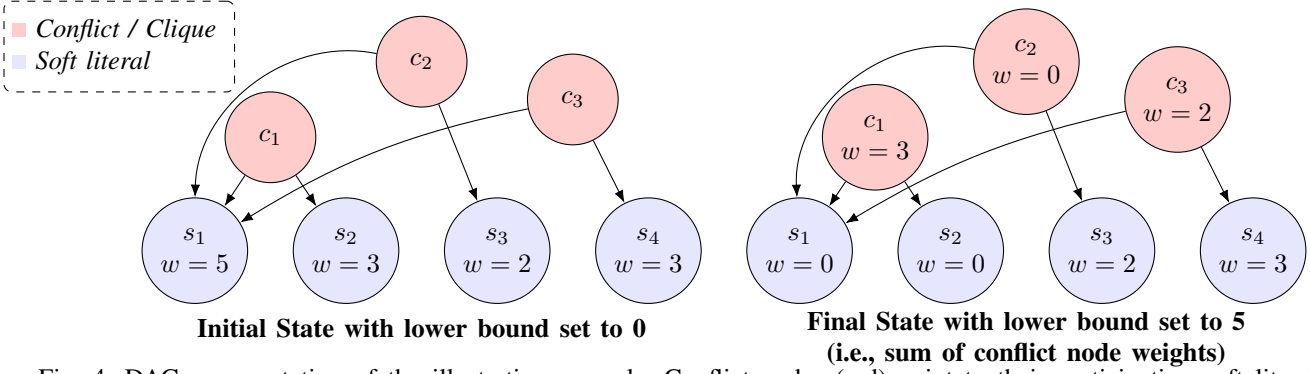 Conflict / Clique
Soft literal
c₂
c₃
c₁
s₁
w = 5
s₂
w = 3
s₃
w = 2
s₄
w = 3
Initial State with lower bound set to 0
c₂
w = 0
c₃
w = 2
c₁
w = 3
s₁
w = 0
s₂
w = 0
s₃
w = 2
s₄
w = 3
Final State with lower bound set to 5
(i.e., sum of conflict node weights)